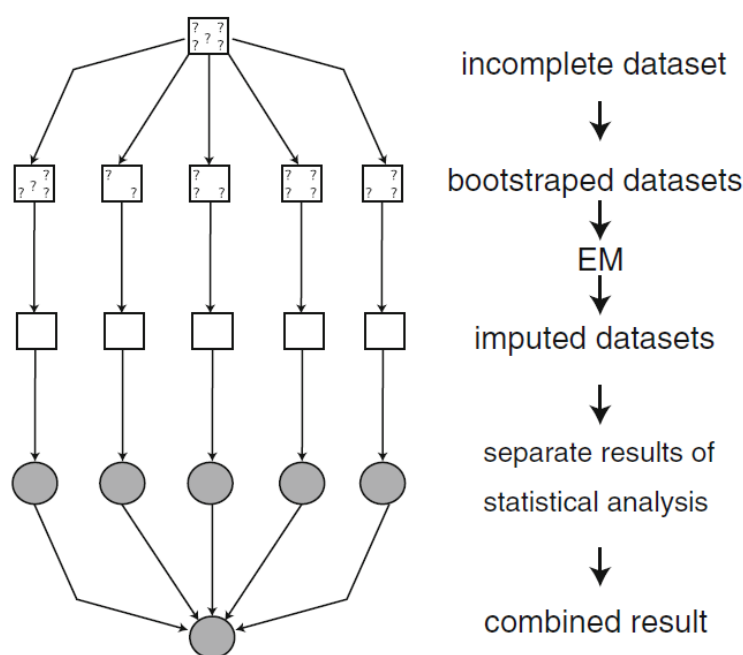 ? ?
?
? ?
incomplete dataset
?
?
? ?
?
?
?
? ?
? ?
? ?
?
? ?
bootstraped datasets
EM
imputed datasets
separate results of
statistical analysis
combined result